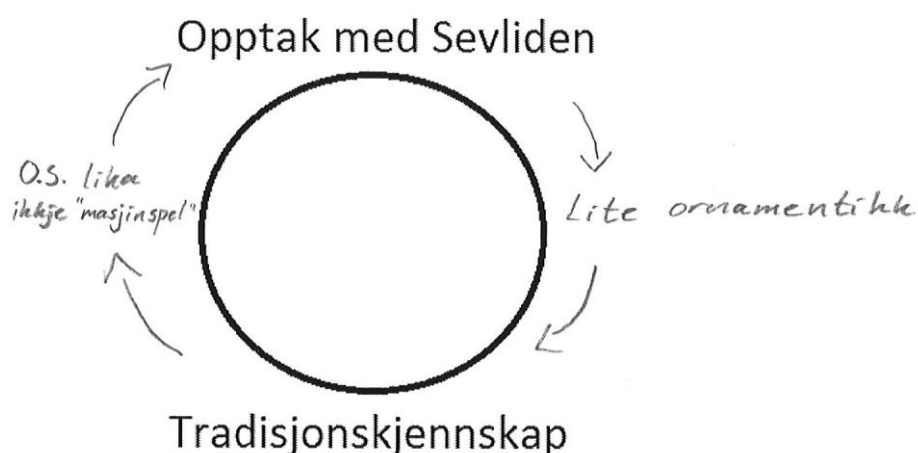 Opptak med Sevliden
O.S. lika
ikkje "masjinspel"
Lite ornamentikk
Tradisjonskjennskap